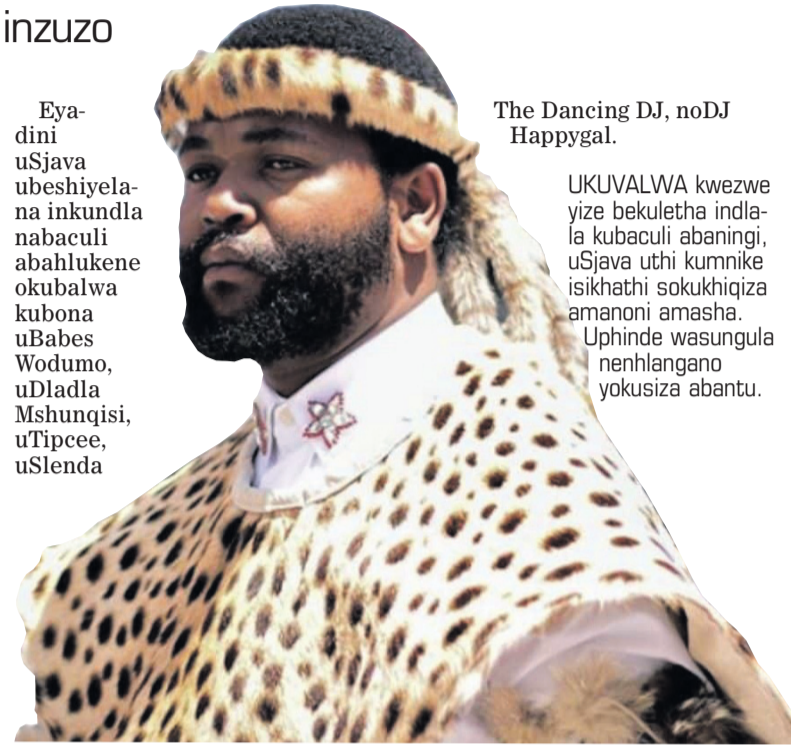 inzuzo
Eya-
dini
uSjava
ubeshiyela-
na inkundla
nabaculi
abahlukene
okubalwa
kubona
uBabes
Wodumo,
uDladla
Mshunqisi,
uTipcee,
uSlenda
The Dancing DJ, noDJ
Happygal.
UKUVALWA kwezwe
yize bekuletha indla-
la kubaculi abaningi,
uSjava uthi kumnike
isikhathi sokukhiqiza
amanoni amasha.
Uphinde wasungula
nenhlangano
yokusiza abantu.